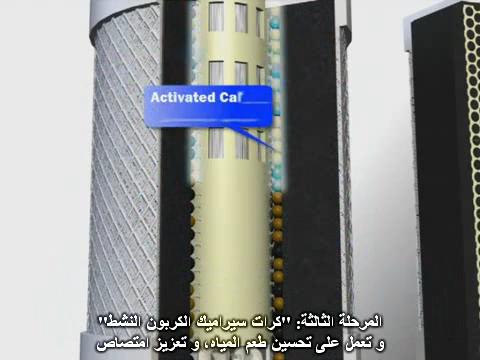 Activated Ca
المرحلة الثالثة: "كرات سيراميك الكربون النشط"
و تعمل على تحسين طعم المياه، و تعزيز امتصاص